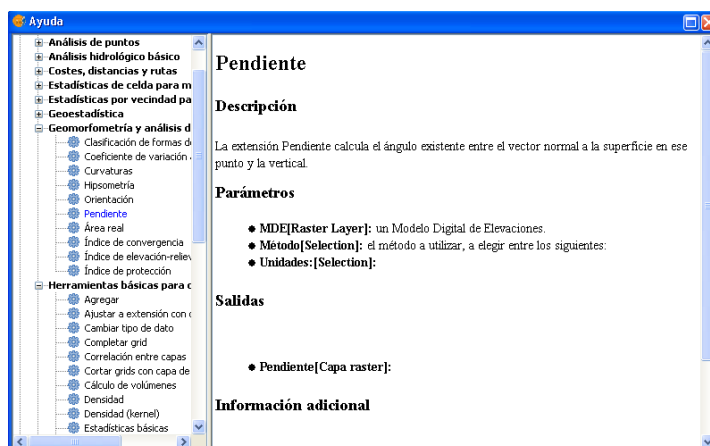 Ayuda
Análisis de puntos
Análisis hidrológico básico
Costes, distancias y rutas
Estadísticas de celda para m
Estadísticas por vecindad pa
Geoestadística
Geomorfometría y análisis d
Clasificación de formas de
Coeficiente de variación
Curvaturas
Hipsometría
Orientación
Pendiente
Área real
Índice de convergencia
Índice de elevación-reliev
Índice de protección
Herramientas básicas para c
Agregar
Ajustar a extensión con
Cambiar tipo de dato
Completar grid
Correlación entre capas
Cortar grids con capa de
Cálculo de volúmenes
Densidad
Densidad (kernel)
Estadísticas básicas
Pendiente
Descripción
La extensión Pendiente calcula el ángulo existente entre el vector normal a la superficie en ese
punto y la vertical.
Parámetros
MDE[Raster Layer]: un Modelo Digital de Elevaciones.
Método[Selection]: el método a utilizar, a elegir entre los siguientes:
Unidades:[Selection]:
Salidas
Pendiente[Capa raster]:
Información adicional